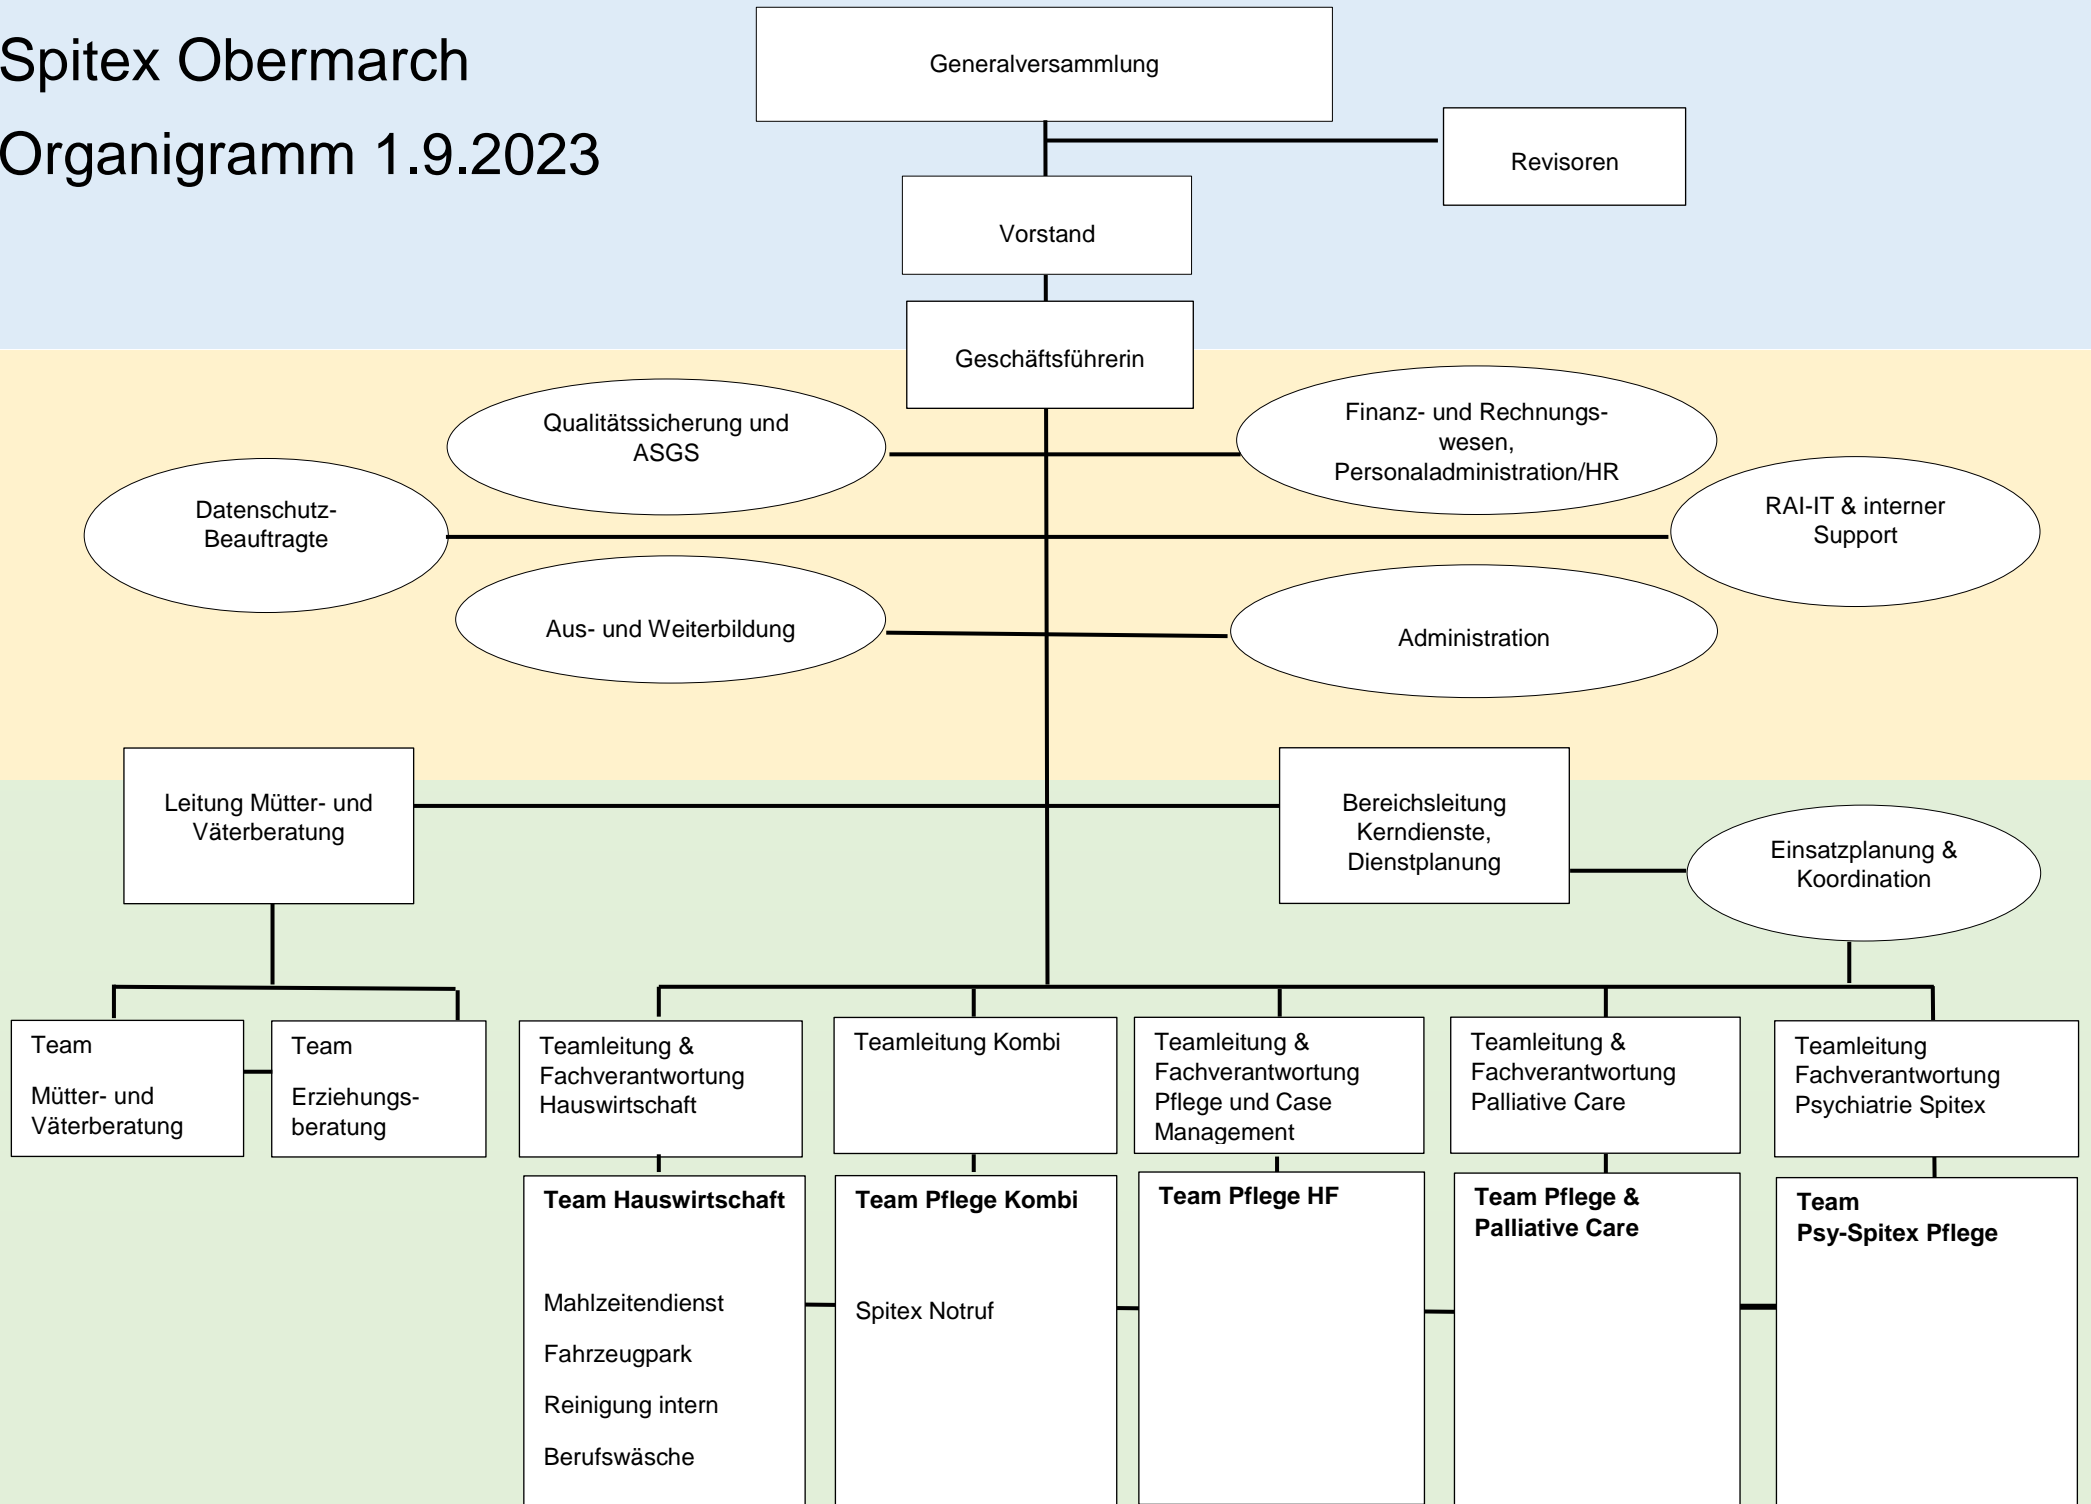 Spitex Obermarch
Organigramm 1.9.2023
Generalversammlung
Revisoren
Vorstand
Geschäftsführerin
Qualitätssicherung und
ASGS
Finanz- und Rechnungs-
wesen,
Personaladministration/HR
Datenschutz-
Beauftragte
RAI-IT & interner
Support
Aus- und Weiterbildung
Administration
Leitung Mütter- und
Väterberatung
Bereichsleitung
Kerndienste,
Dienstplanung
Einsatzplanung &
Koordination
Team
Mütter- und
Väterberatung
Team
Erziehungs-
beratung
Teamleitung &
Fachverantwortung
Hauswirtschaft
Teamleitung Kombi
Teamleitung &
Fachverantwortung
Pflege und Case
Management
Teamleitung &
Fachverantwortung
Palliative Care
Teamleitung
Fachverantwortung
Psychiatrie Spitex
Team Hauswirtschaft
Mahlzeitendienst
Fahrzeugpark
Reinigung intern
Berufswäsche
Team Pflege Kombi
Spitex Notruf
Team Pflege HF
Team Pflege &
Palliative Care
Team
Psy-Spitex Pflege